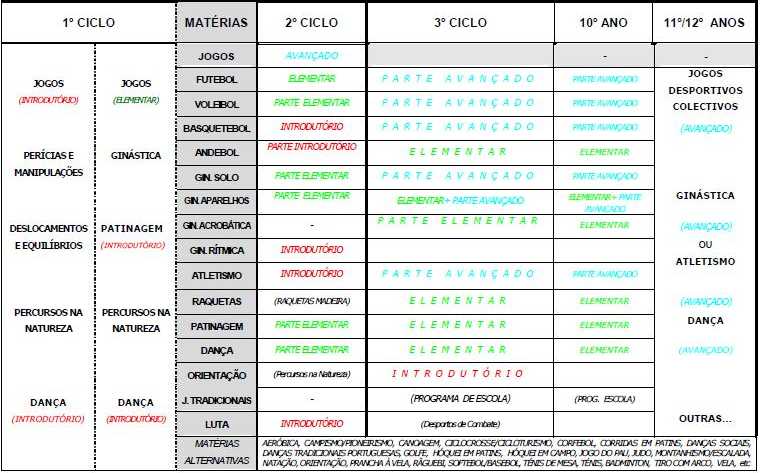 1º CICLO MATÉRIAS 2º CICLO 3º CICLO 10º ANO 11º/12º ANOS
JOGOS AVANÇADO - -
JOGOS (INTRODUTÓRIO) JOGOS (ELEMENTAR)
FUTEBOL ELEMENTAR PARTE AVANÇADO PARTE AVANÇADO
JOGOS DESPORTIVOS COLECTIVOS
VOLEIBOL PARTE ELEMENTAR PARTE AVANÇADO PARTE AVANÇADO
BASQUETEBOL INTRODUTÓRIO PARTE AVANÇADO PARTE AVANÇADO (AVANÇADO)
PERÍCIAS E MANIPULAÇÕES GINÁSTICA
ANDEBOL PARTE INTRODUTÓRIO ELEMENTAR ELEMENTAR
GIN. SOLO PARTE ELEMENTAR PARTE AVANÇADO PARTE AVANÇADO
GIN. APARELHOS PARTE ELEMENTAR ELEMENTAR+ PARTE AVANÇADO ELEMENTAR+ PARTE AVANÇADO GINÁSTICA
DESLOCAMENTOS E EQUILÍBRIOS PATINAGEM (INTRODUTÓRIO)
GIN. ACROBÁTICA - PARTE ELEMENTAR ELEMENTAR (AVANÇADO)
GIN. RÍTMICA INTRODUTÓRIO OU
ATLETISMO INTRODUTÓRIO PARTE AVANÇADO PARTE AVANÇADO ATLETISMO
PERCURSOS NA NATUREZA PERCURSOS NA NATUREZA
RAQUETAS (RAQUETAS MADEIRA) ELEMENTAR ELEMENTAR (AVANÇADO)
PATINAGEM PARTE ELEMENTAR ELEMENTAR ELEMENTAR DANÇA
DANÇA PARTE ELEMENTAR ELEMENTAR ELEMENTAR (AVANÇADO)
ORIENTAÇÃO (Percursos na Natureza) INTRODUTÓRIO
DANÇA (INTRODUTÓRIO) DANÇA (INTRODUTÓRIO)
J. TRADICIONAIS - (PROGRAMA DE ESCOLA) (PROG. ESCOLA)
LUTA INTRODUTÓRIO (Desportos de Combate) OUTRAS...
MATÉRIAS ALTERNATIVAS
AERÓBICA, CAMPISMO/PIONEIRISMO, CANOAGEM, CICLOCROSSE/CICLOTURISMO, CORFEBOL, CORRIDAS EM PATINS, DANÇAS SOCIAIS,
DANÇAS TRADICIONAIS PORTUGUESAS, GOLFE, HÓQUEI EM PATINS, HÓQUEI EM CAMPO, JOGO DO PAU, JUDO, MONTANHISMO/ESCALADA,
NATAÇÃO, ORIENTAÇÃO, PRANCHA À VELA, RÂGUEBI, SOFTEBOL/BASEBOL, TÉNIS DE MESA, TÉNIS, BADMINTON, TIRO COM ARCO, VELA, etc